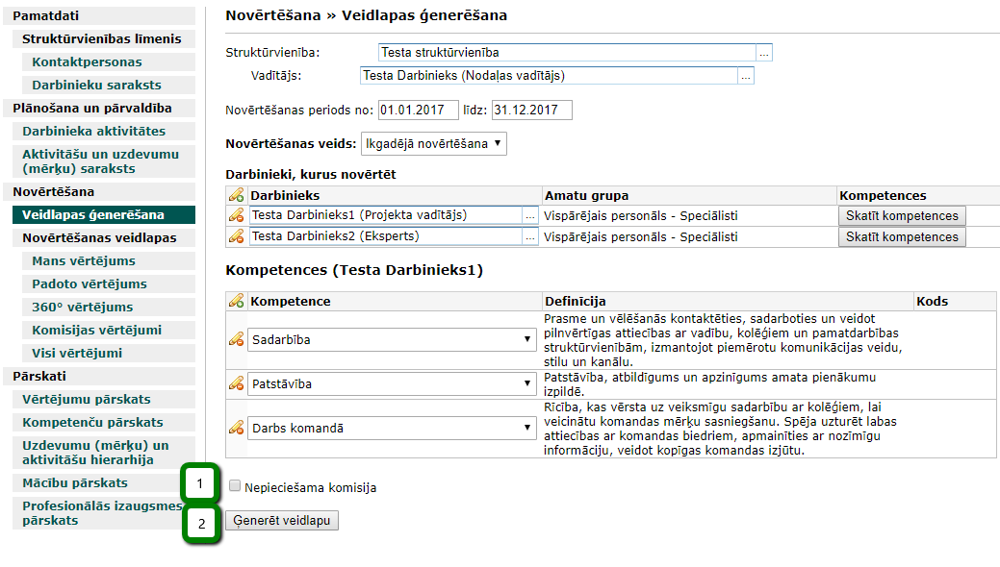 Pamatdati
Struktūrvienības līmenis
Kontaktpersonas
Darbinieku saraksts
Plānošana un pārvaldība
Darbinieka aktivitātes
Aktivitāšu un uzdevumu
(mērķu) saraksts
Novērtēšana
Veidlapas ģenerēšana
Novērtēšanas veidlapas
Mans vērtējums
Padoto vērtējums
360° vērtējums
Komisijas vērtējumi
Visi vērtējumi
Pārskati
Vērtējumu pārskats
Kompetenču pārskats
Uzdevumu (mērķu) un
aktivitāšu hierarhija
Mācību pārskats
Profesionālās izaugsmes
pārskats
Novērtēšana » Veidlapas ģenerēšana
Struktūrvienība: Testa struktūrvienība ...
Vadītājs: Testa Darbinieks (Nodaļas vadītājs) ...
Novērtēšanas periods no: 01.01.2017 līdz: 31.12.2017
Novērtēšanas veids: Ikgadējā novērtēšana
Darbinieki, kurus novērtēt
Darbinieks Amatu grupa Kompetences
Testa Darbinieks1 (Projekta vadītājs) ... Vispārējais personāls - Speciālisti Skatīt kompetences
Testa Darbinieks2 (Eksperts) ... Vispārējais personāls - Speciālisti Skatīt kompetences
Kompetences (Testa Darbinieks1)
Kompetence Definīcija Kods
Sadarbība
Prasme un vēlēšanās kontaktēties, sadarboties un veidot
pilnvērtīgas attiecības ar vadību, kolēģiem un pamatdarbības
struktūrvienībām, izmantojot piemērotu komunikācijas veidu,
stilu un kanālu.
Patstāvība
Patstāvība, atbildīgums un apzinīgums amata pienākumu
izpildē.
Darbs komandā
Rīcība, kas vērsta uz veiksmīgu sadarbību ar kolēģiem, lai
veicinātu komandas mērķu sasniegšanu. Spēja uzturēt labas
attiecības ar komandas biedriem, apmainīties ar nozīmīgu
informāciju, veidot kopīgas komandas izjūtu.
1 Nepieciešama komisija
2 Ģenerēt veidlapu